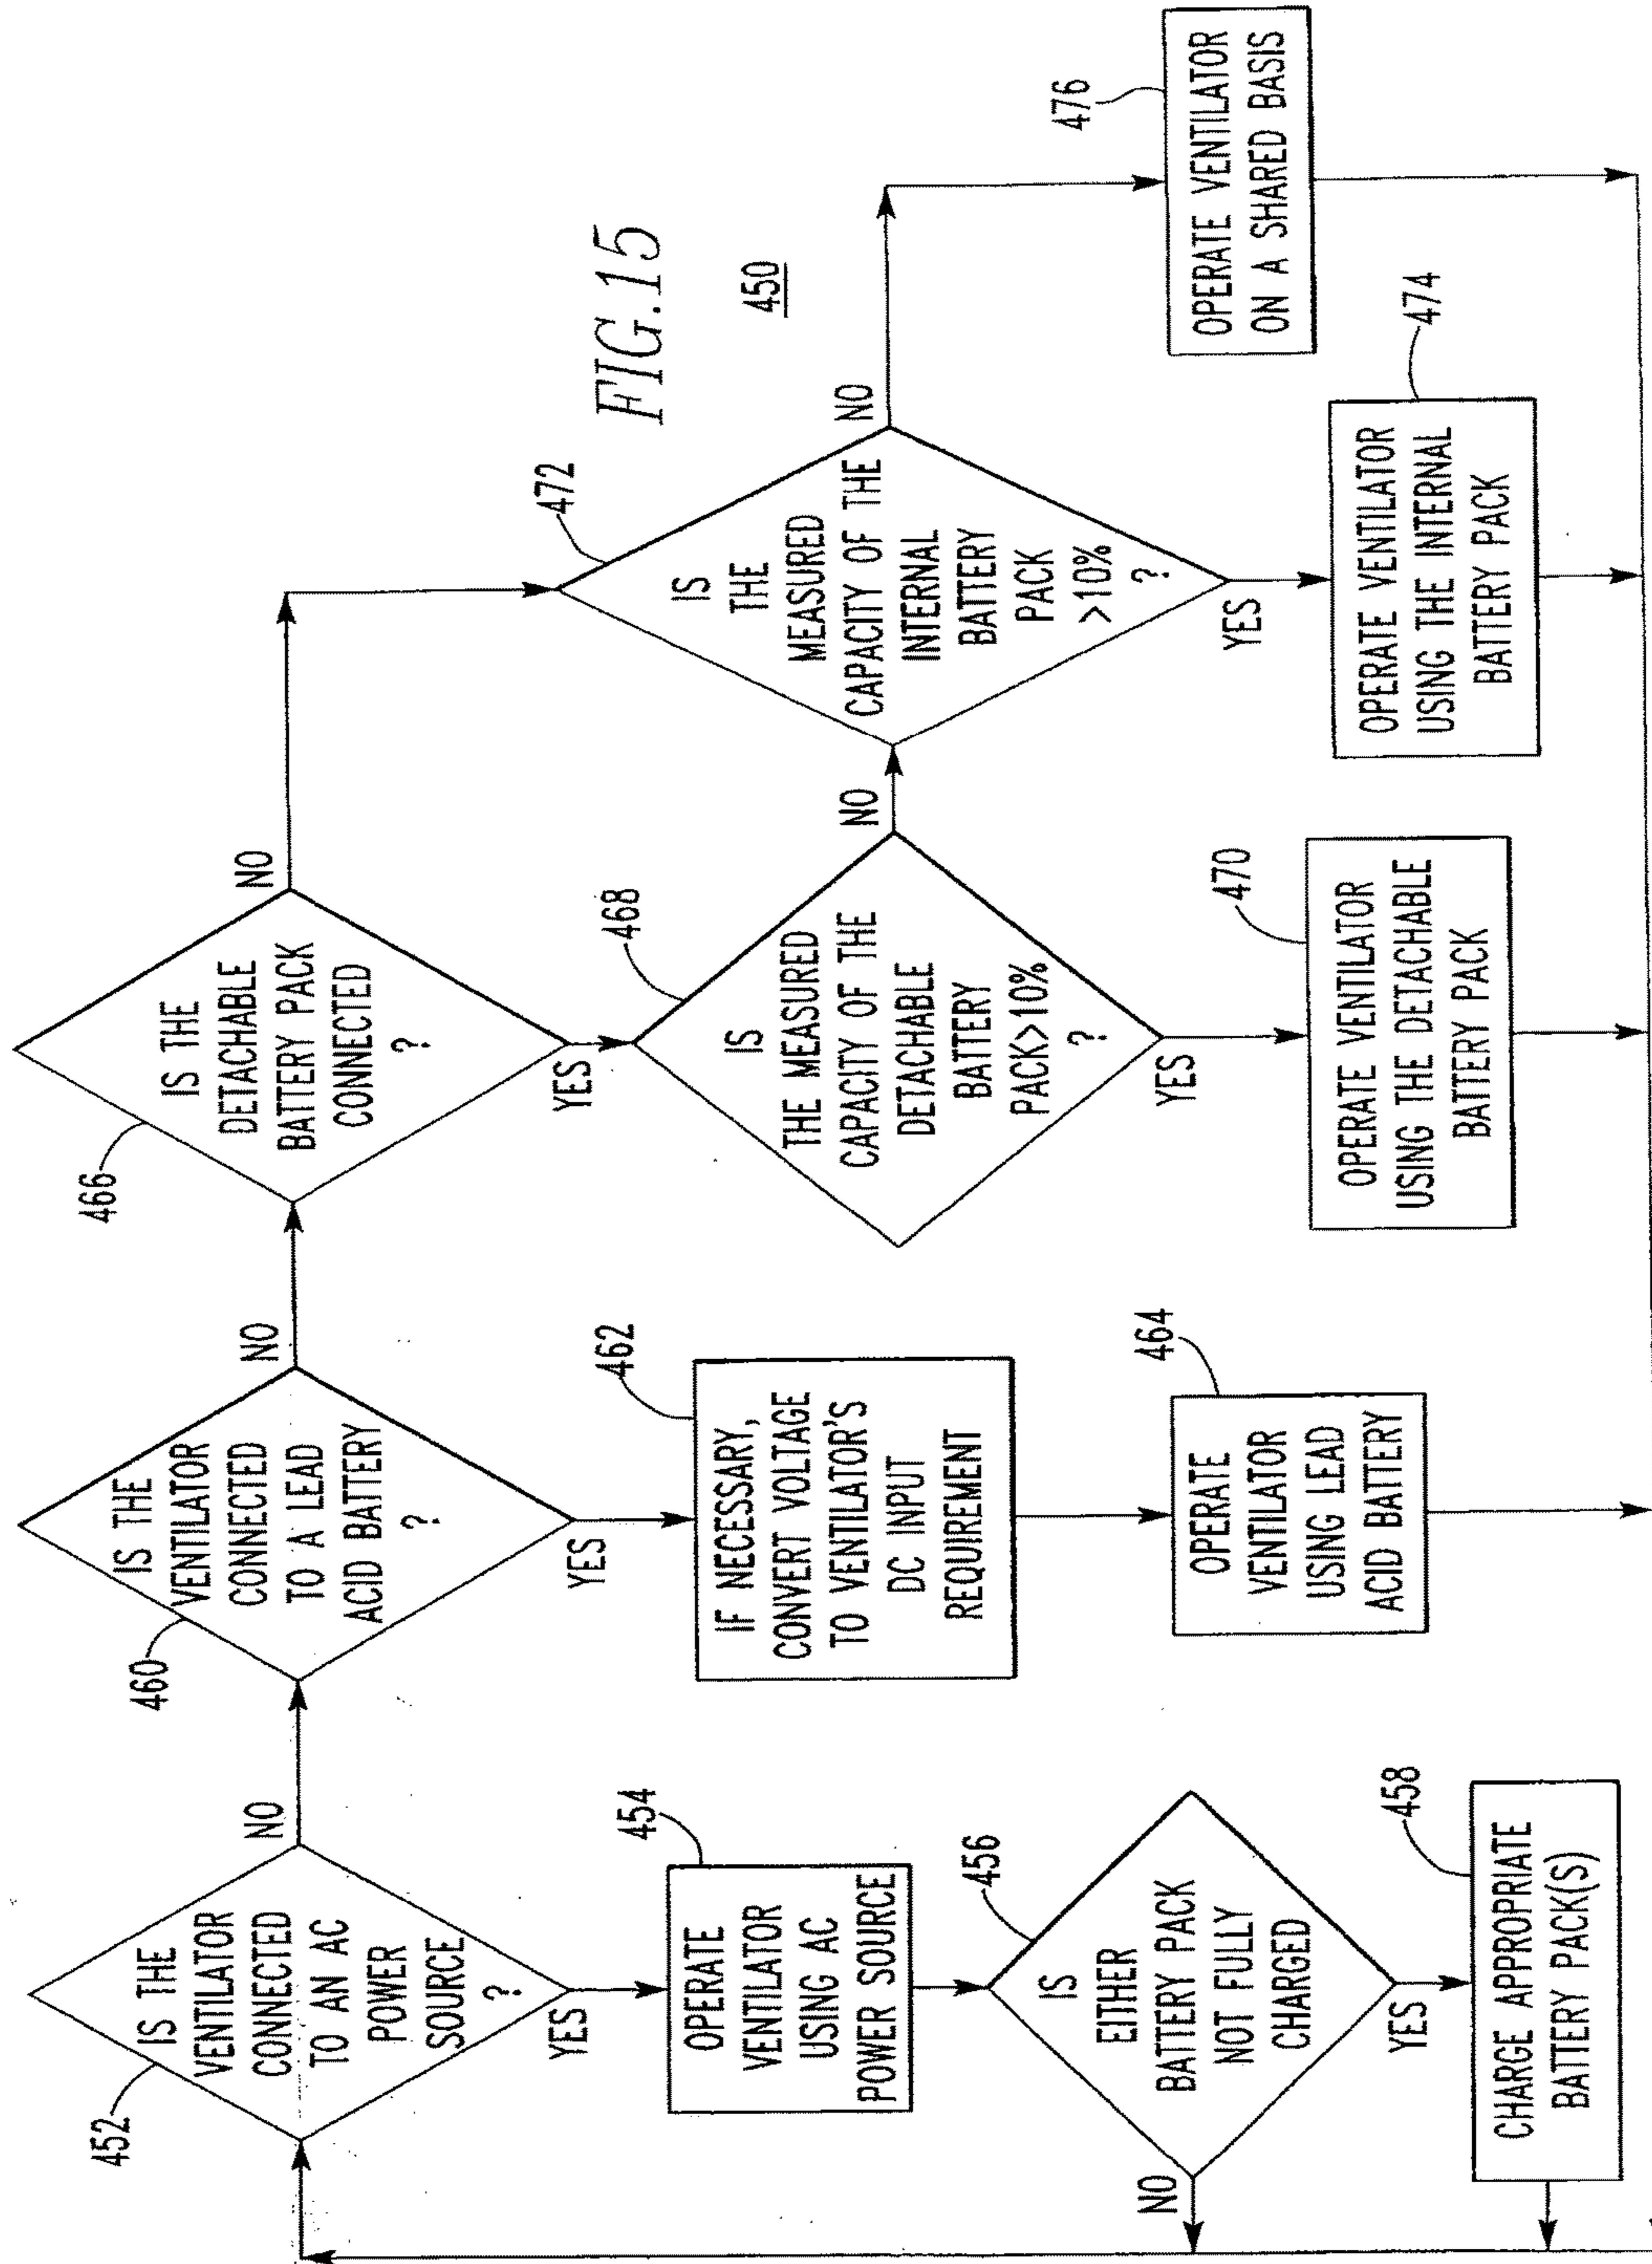 FIG.15
450
452
IS THE
VENTILATOR
CONNECTED
TO AN AC
POWER
SOURCE
?
NO
YES
454
OPERATE
VENTILATOR
USING AC
POWER SOURCE
456
IS
EITHER
BATTERY PACK
NOT FULLY
CHARGED
NO
YES
458
CHARGE APPROPRIATE
BATTERY PACK(S)
460
IS THE
VENTILATOR
CONNECTED
TO A LEAD
ACID BATTERY
?
NO
YES
462
IF NECESSARY,
CONVERT VOLTAGE
TO VENTILATOR'S
DC INPUT
REQUIREMENT
464
OPERATE
VENTILATOR
USING LEAD
ACID BATTERY
466
IS THE
DETACHABLE
BATTERY PACK
CONNECTED
?
NO
YES
468
IS
THE MEASURED
CAPACITY OF THE
DETACHABLE
BATTERY
PACK>10%
?
NO
YES
470
OPERATE VENTILATOR
USING THE DETACHABLE
BATTERY PACK
472
IS
THE
MEASURED
CAPACITY OF THE
INTERNAL
BATTERY
PACK
>10%
?
NO
YES
474
OPERATE VENTILATOR
USING THE INTERNAL
BATTERY PACK
476
OPERATE VENTILATOR
ON A SHARED BASIS